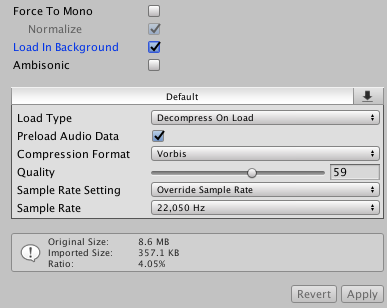 Force To Mono
Normalize
Load In Background
Ambisonic
Default
Load Type Decompress On Load
Preload Audio Data
Compression Format Vorbis
Quality 59
Sample Rate Setting Override Sample Rate
Sample Rate 22,050 Hz
Original Size: 8.6 MB
Imported Size: 357.1 KB
Ratio: 4.05%
Revert Apply